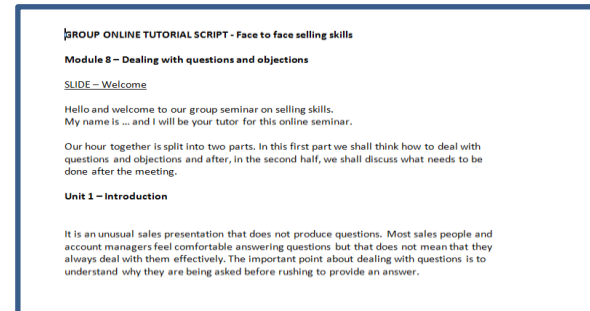 GROUP ONLINE TUTORIAL SCRIPT - Face to face selling skills
Module 8 – Dealing with questions and objections
SLIDE – Welcome
Hello and welcome to our group seminar on selling skills.
My name is ... and I will be your tutor for this online seminar.
Our hour together is split into two parts. In this first part we shall think how to deal with
questions and objections and after, in the second half, we shall discuss what needs to be
done after the meeting.
Unit 1 – Introduction
It is an unusual sales presentation that does not produce questions. Most sales people and
account managers feel comfortable answering questions but that does not mean that they
always deal with them effectively. The important point about dealing with questions is to
understand why they are being asked before rushing to provide an answer.